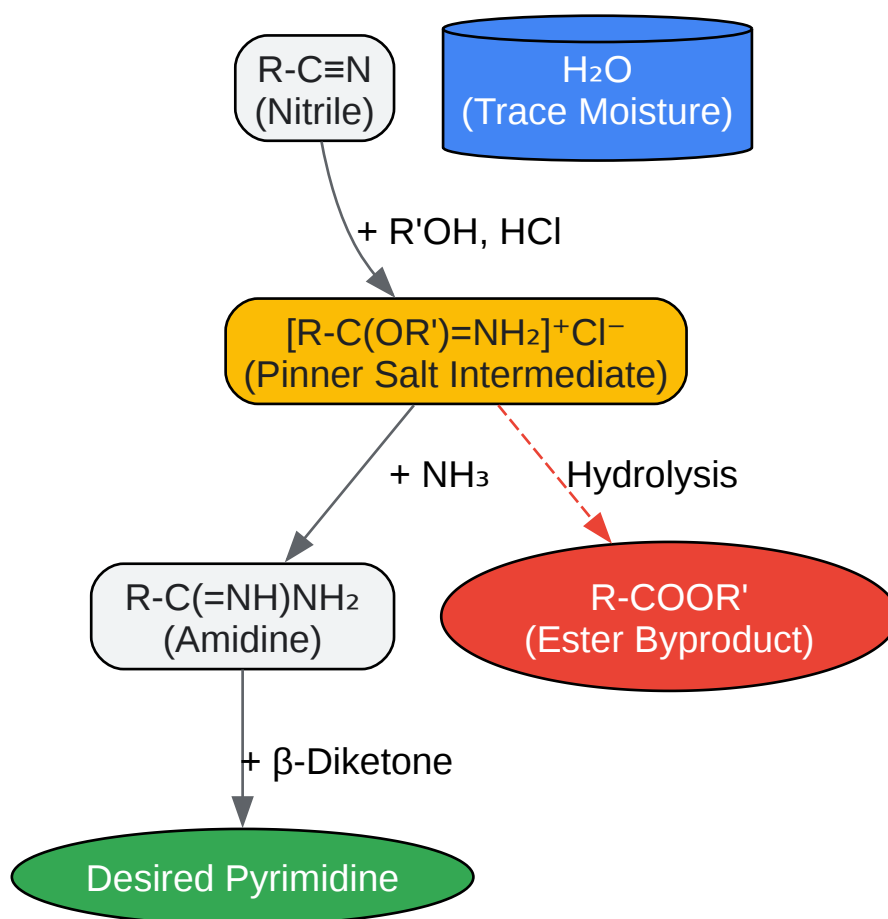 R-C≡N
(Nitrile)
H₂O
(Trace Moisture)
+ R'OH, HCl
[R-C(OR')=NH₂]⁺Cl⁻
(Pinner Salt Intermediate)
+ NH₃
Hydrolysis
R-C(=NH)NH₂
(Amidine)
R-COOR'
(Ester Byproduct)
+ β-Diketone
Desired Pyrimidine